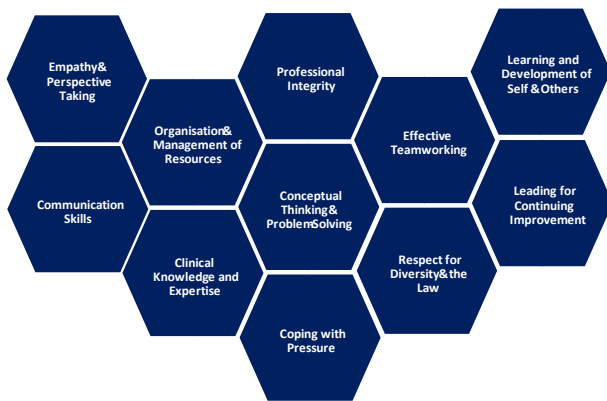 Empathy&
Perspective
Taking
Professional
Integrity
Learning and
Development of
Self & Others
Organisation&
Management of
Resources
Effective
Teamworking
Communication
Skills
Conceptual
Thinking&
ProblemSolving
Leading for
Continuing
Improvement
Clinical
Knowledge and
Expertise
Respect for
Diversity& the
Law
Coping with
Pressure